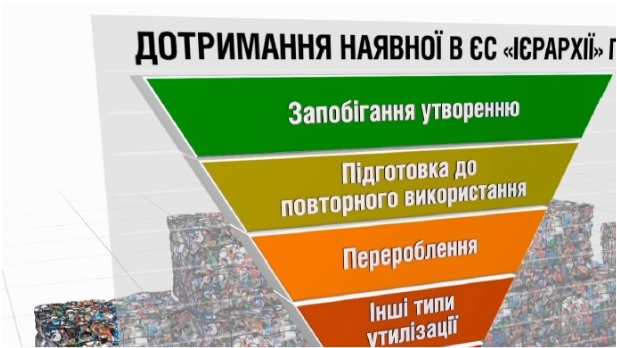 ДОТРИМАННЯ НАЯВНОЇ В ЄС «ІЄРАРХІЇ»
Запобігання утворенню
Підготовка до
повторного використання
Перероблення
Інші типи
утилізації